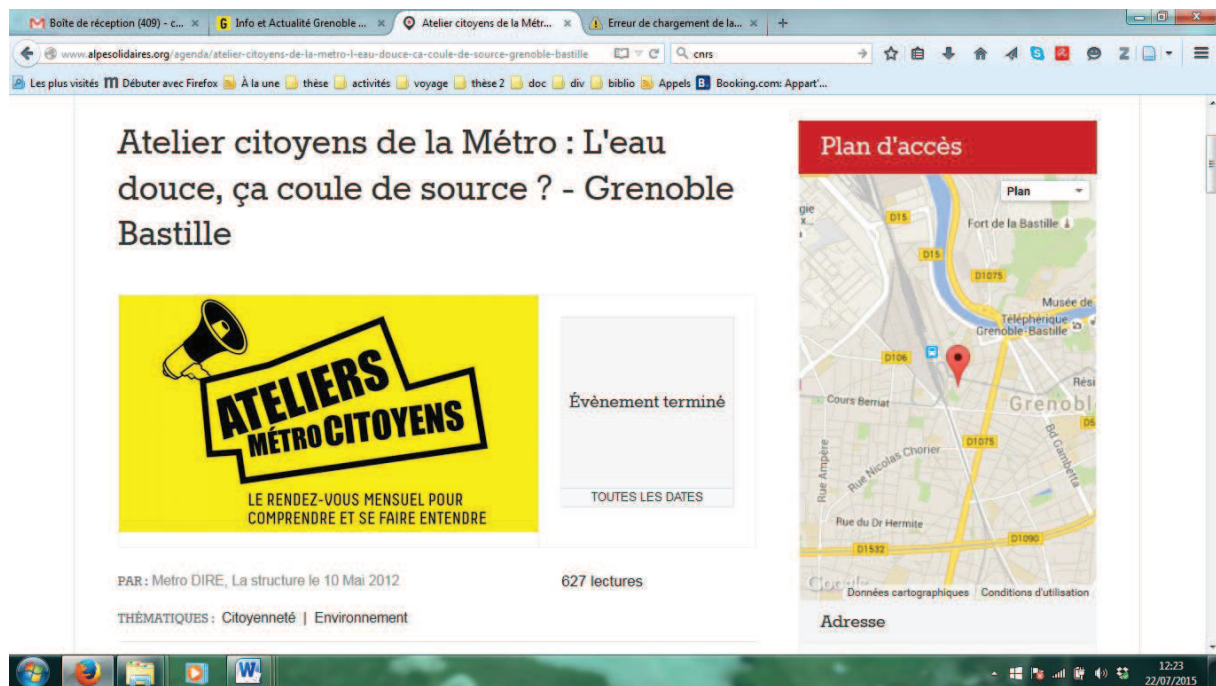 Boîte de réception (409) - c...
Info et Actualité Grenoble ...
Atelier citoyens de la Métr...
Erreur de chargement de la...
www.alpesolidaires.org/agenda/atelier-citoyens-de-la-metro-l-eau-douce-ca-coule-de-source-grenoble-bastille
cnrs
Les plus visités
Débuter avec Firefox
À la une
thèse
activités
voyage
thèse 2
doc
div
biblio
Appels
Booking.com: Appart'...
Atelier citoyens de la Métro : L'eau
douce, ça coule de source ? - Grenoble
Bastille
ATELIERS
MÉTROCITOYENS
LE RENDEZ-VOUS MENSUEL POUR
COMPRENDRE ET SE FAIRE ENTENDRE
Évènement terminé
TOUTES LES DATES
PAR : Metro DIRE, La structure le 10 Mai 2012
627 lectures
THÉMATIQUES : Citoyenneté | Environnement
Plan d'accès
Plan
gie
x...
D15
Fort de la Bastille
D15
D1075
Musée de
Téléphérique
Grenoble-Bastille
D106
Rési
Cours Berriat
Grenobl
D5
D1075
Bd Gambetta
Rue Nicolas Chorier
Rue Ampère
Rue du Dr Hermite
D1090
D1532
Google
Données cartographiques
Conditions d'utilisation
Adresse
12:23
22/07/2015